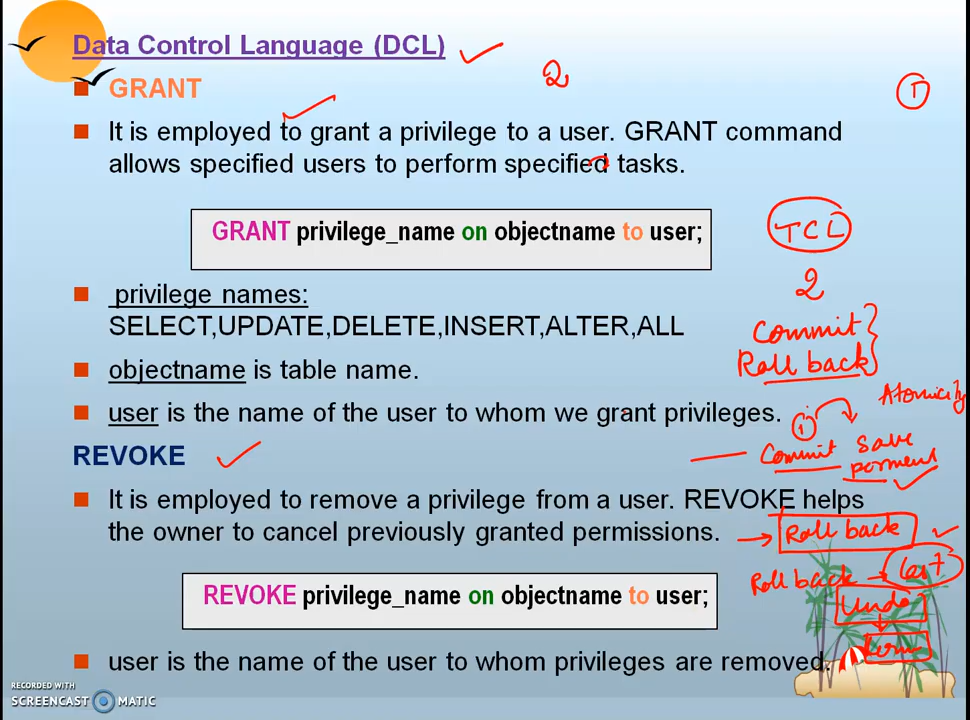 Data Control Language (DCL)
2
GRANT
It is employed to grant a privilege to a user. GRANT command
allows specified users to perform specified tasks.
GRANT privilege_name on objectname to user;
TCL
2
privilege names:
SELECT,UPDATE,DELETE,INSERT,ALTER,ALL
Commit
Roll back
objectname is table name.
Atomicity
user is the name of the user to whom we grant privileges.
Commit save
REVOKE
It is employed to remove a privilege from a user. REVOKE helps
the owner to cancel previously granted permissions.
Roll back
Roll back
last
Undo
REVOKE privilege_name on objectname to user;
user is the name of the user to whom privileges are removed.
RECORDED WITH
SCREENCAST MATIC